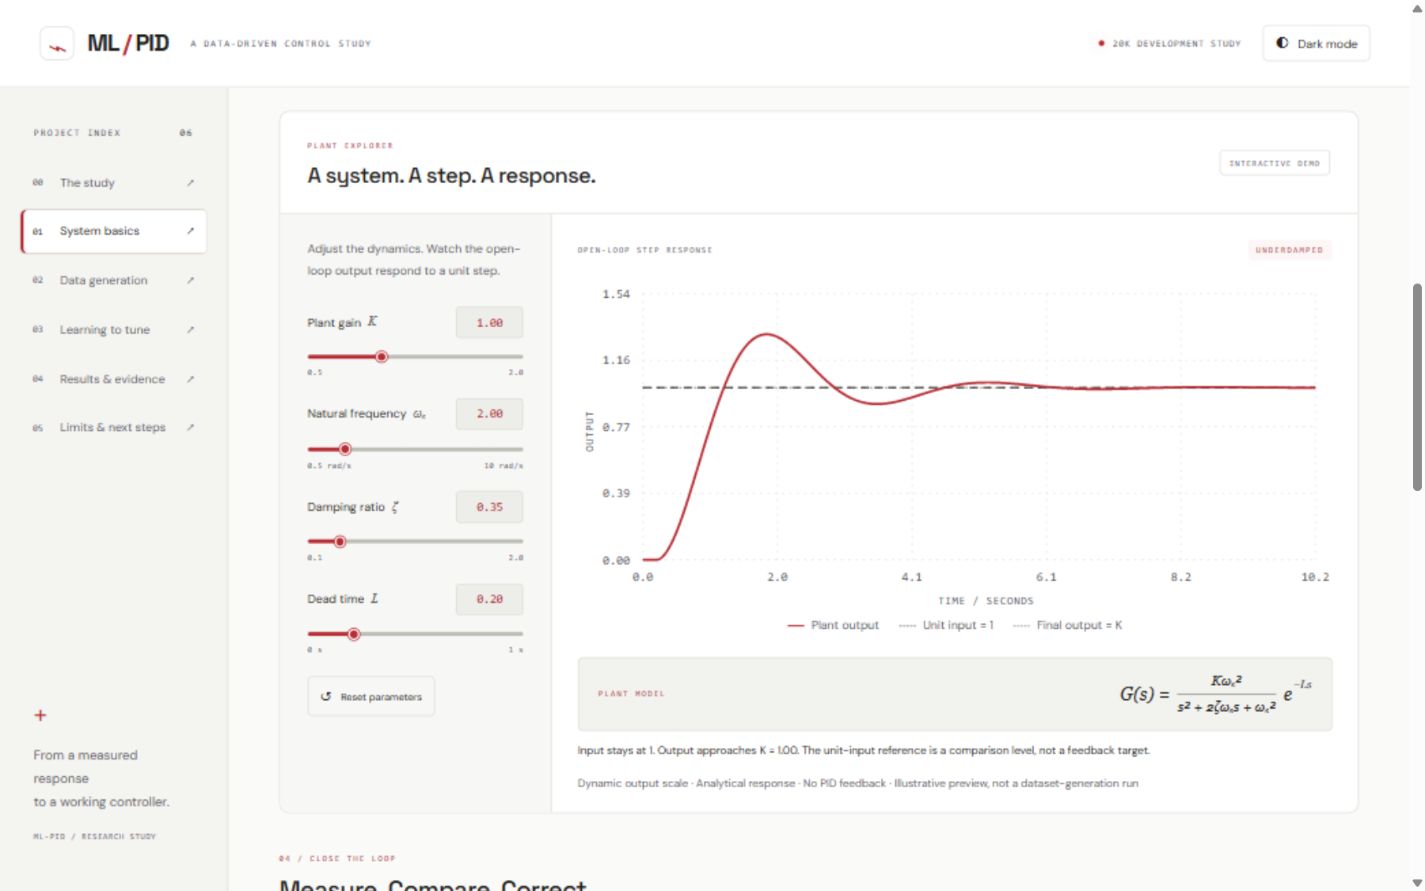 ML/PID
A DATA-DRIVEN CONTROL STUDY
20K DEVELOPMENT STUDY
Dark mode
PROJECT INDEX 06
00 The study ↗
01 System basics ↗
02 Data generation ↗
03 Learning to tune ↗
04 Results & evidence ↗
05 Limits & next steps ↗
+
From a measured
response
to a working controller.
ML-PID / RESEARCH STUDY
PLANT EXPLORER
A system. A step. A response.
INTERACTIVE DEMO
Adjust the dynamics. Watch the open-
loop output respond to a unit step.
Plant gain K 1.00
0.5 2.0
Natural frequency ωₙ 2.00
0.5 rad/s 10 rad/s
Damping ratio ζ 0.35
0.1 2.0
Dead time L 0.20
0 s 1 s
↺ Reset parameters
OPEN-LOOP STEP RESPONSE
UNDERDAMPED
1.54
1.16
0.77
0.39
0.00
OUTPUT
0.0 2.0 4.1 6.1 8.2 10.2
TIME / SECONDS
Plant output Unit input = 1 Final output = K
PLANT MODEL
G(s) = Kωₙ² / (s² + 2ζωₙs + ωₙ²) e^(-Ls)
Input stays at 1. Output approaches K = 1.00. The unit-input reference is a comparison level, not a feedback target.
Dynamic output scale · Analytical response · No PID feedback · Illustrative preview, not a dataset-generation run
04 / CLOSE THE LOOP
Measure. Compare. Correct.